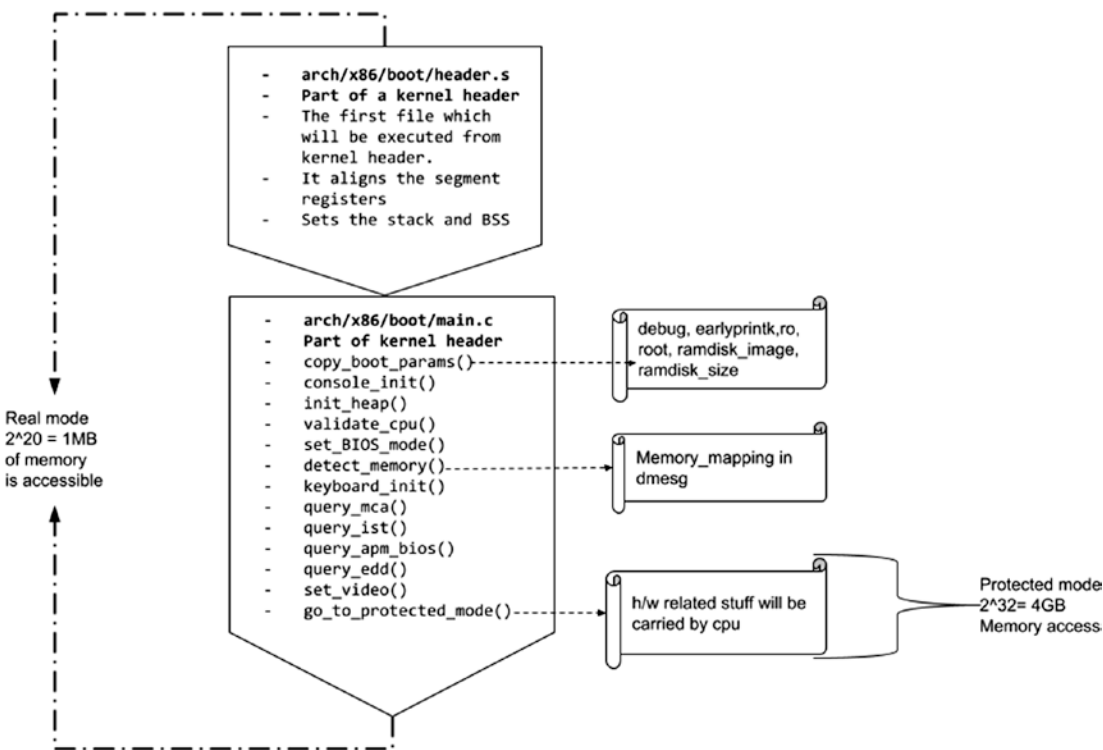 - arch/x86/boot/header.s
- Part of a kernel header
- The first file which
will be executed from
kernel header.
- It aligns the segment
registers
- Sets the stack and BSS
- arch/x86/boot/main.c
- Part of kernel header
- copy_boot_params()
- console_init()
- init_heap()
- validate_cpu()
- set_BIOS_mode()
- detect_memory()
- keyboard_init()
- query_mca()
- query_ist()
- query_apm_bios()
- query_edd()
- set_video()
- go_to_protected_mode()
debug, earlyprintk,ro,
root, ramdisk_image,
ramdisk_size
Memory_mapping in
dmesg
h/w related stuff will be
carried by cpu
Real mode
2^20 = 1MB
of memory
is accessible
Protected mode
2^32= 4GB
Memory access